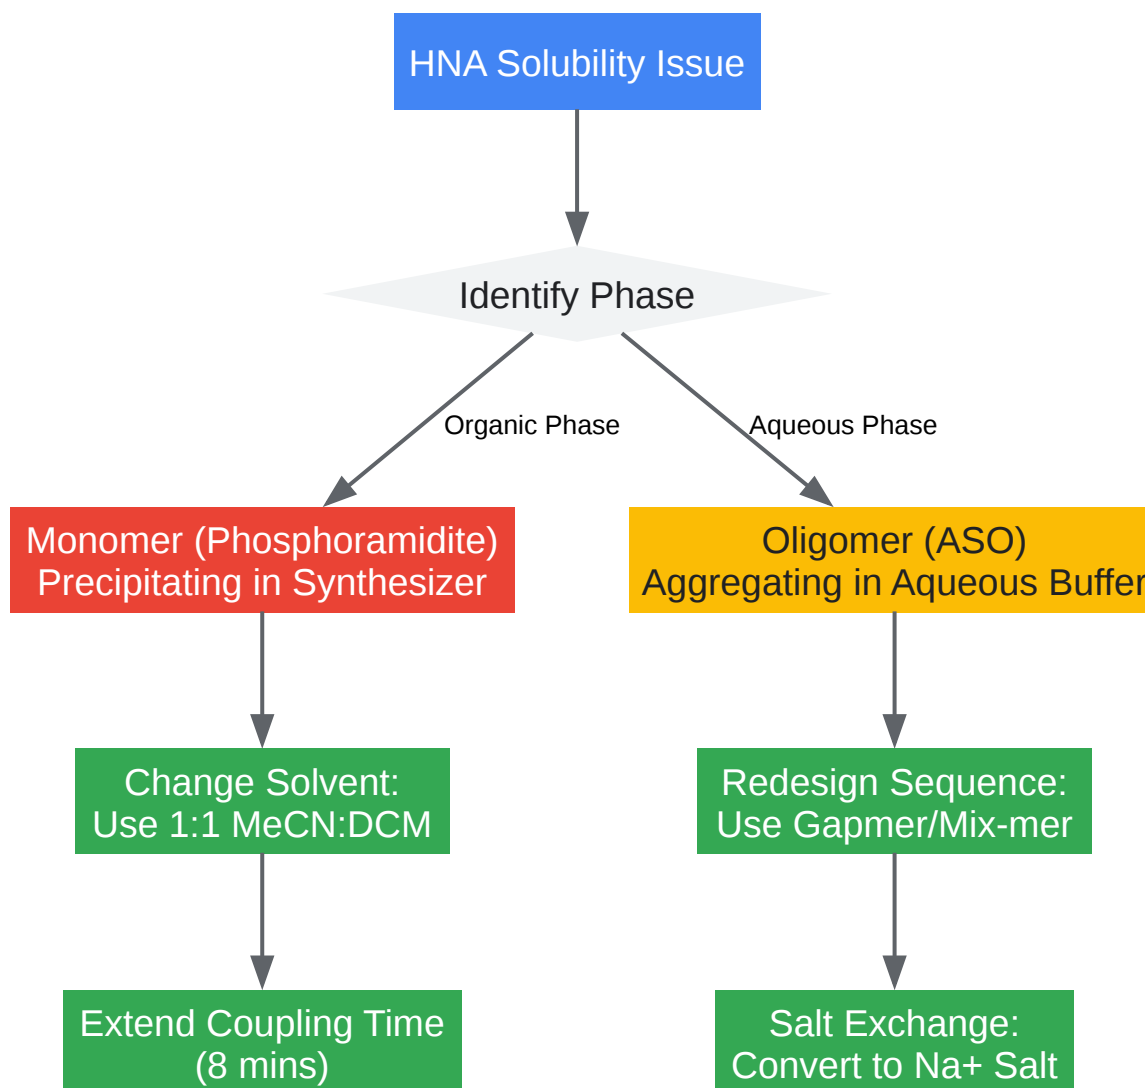 HNA Solubility Issue
Identify Phase
Organic Phase
Aqueous Phase
Monomer (Phosphoramidite)
Precipitating in Synthesizer
Oligomer (ASO)
Aggregating in Aqueous Buffer
Change Solvent:
Use 1:1 MeCN:DCM
Redesign Sequence:
Use Gapmer/Mix-mer
Extend Coupling Time
(8 mins)
Salt Exchange:
Convert to Na+ Salt